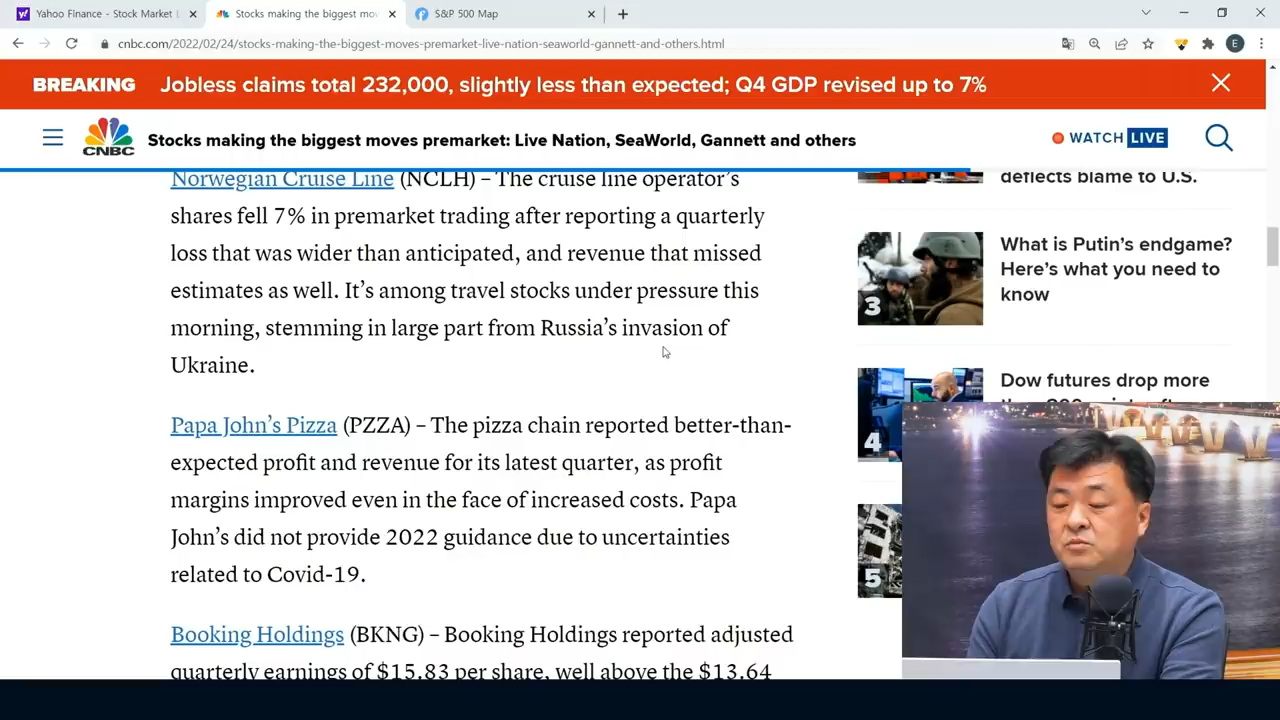 Yahoo Finance - Stock Market L
Stocks making the biggest mov
S&P 500 Map
cnbc.com/2022/02/24/stocks-making-the-biggest-moves-premarket-live-nation-seaworld-gannett-and-others.html
E
BREAKING Jobless claims total 232,000, slightly less than expected; Q4 GDP revised up to 7%
CNBC
Stocks making the biggest moves premarket: Live Nation, SeaWorld, Gannett and others
WATCH LIVE
Norwegian Cruise Line (NCLH) – The cruise line operator's
shares fell 7% in premarket trading after reporting a quarterly
loss that was wider than anticipated, and revenue that missed
estimates as well. It's among travel stocks under pressure this
morning, stemming in large part from Russia's invasion of
Ukraine.
Papa John's Pizza (PZZA) – The pizza chain reported better-than-
expected profit and revenue for its latest quarter, as profit
margins improved even in the face of increased costs. Papa
John's did not provide 2022 guidance due to uncertainties
related to Covid-19.
Booking Holdings (BKNG) – Booking Holdings reported adjusted
quarterly earnings of $15.83 per share, well above the $13.64
deflects blame to U.S.
3
What is Putin's endgame?
Here's what you need to
know
4
Dow futures drop more
5